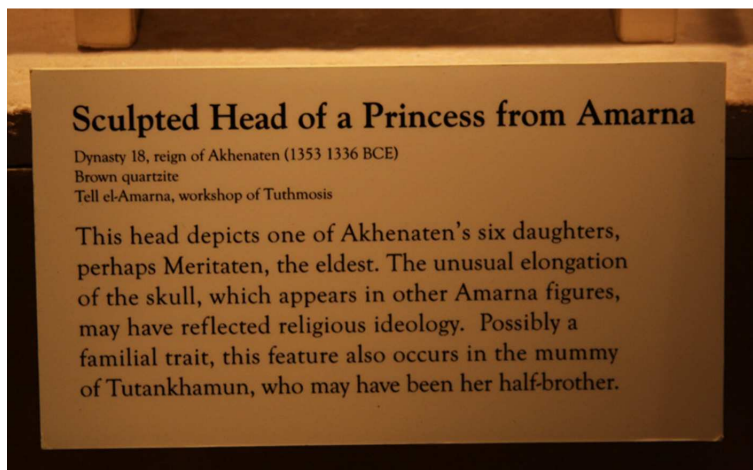 Sculpted Head of a Princess from Amarna
Dynasty 18, reign of Akhenaten (1353 1336 BCE)
Brown quartzite
Tell el-Amarna, workshop of Tuthmosis
This head depicts one of Akhenaten's six daughters,
perhaps Meritaten, the eldest. The unusual elongation
of the skull, which appears in other Amarna figures,
may have reflected religious ideology.  Possibly a
familial trait, this feature also occurs in the mummy
of Tutankhamun, who may have been her half-brother.